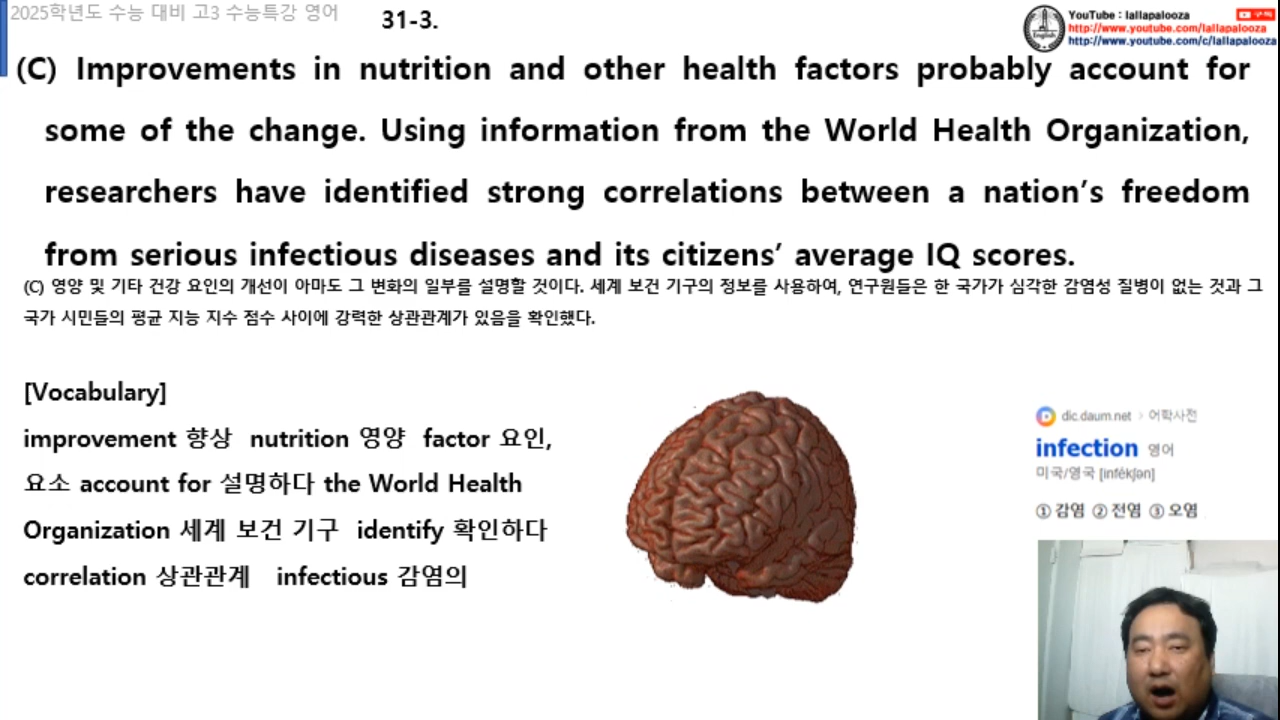 2025학년도 수능 대비 고3 수능특강 영어
31-3.
YouTube : lallapalooza
구독
http://www.youtube.com/lallapalooza
http://www.youtube.com/c/lallapalooza
English
(C) Improvements in nutrition and other health factors probably account for
some of the change. Using information from the World Health Organization,
researchers have identified strong correlations between a nation’s freedom
from serious infectious diseases and its citizens’ average IQ scores.
(C) 영양 및 기타 건강 요인의 개선이 아마도 그 변화의 일부를 설명할 것이다. 세계 보건 기구의 정보를 사용하여, 연구원들은 한 국가가 심각한 감염성 질병이 없는 것과 그
국가 시민들의 평균 지능 지수 점수 사이에 강력한 상관관계가 있음을 확인했다.
[Vocabulary]
improvement 향상 nutrition 영양 factor 요인,
요소 account for 설명하다 the World Health
Organization 세계 보건 기구 identify 확인하다
correlation 상관관계 infectious 감염의
dic.daum.net › 어학사전
infection 영어
미국/영국 [infékʃən]
① 감염 ② 전염 ③ 오염